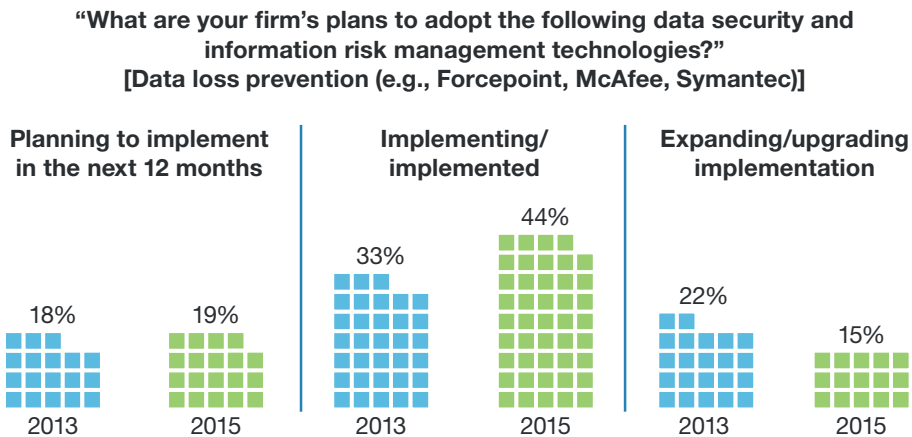 “What are your firm’s plans to adopt the following data security and
information risk management technologies?”
[Data loss prevention (e.g., Forcepoint, McAfee, Symantec)]
Planning to implement
in the next 12 months
18%
19%
2013
2015
Implementing/
implemented
33%
44%
2013
2015
Expanding/upgrading
implementation
22%
15%
2013
2015